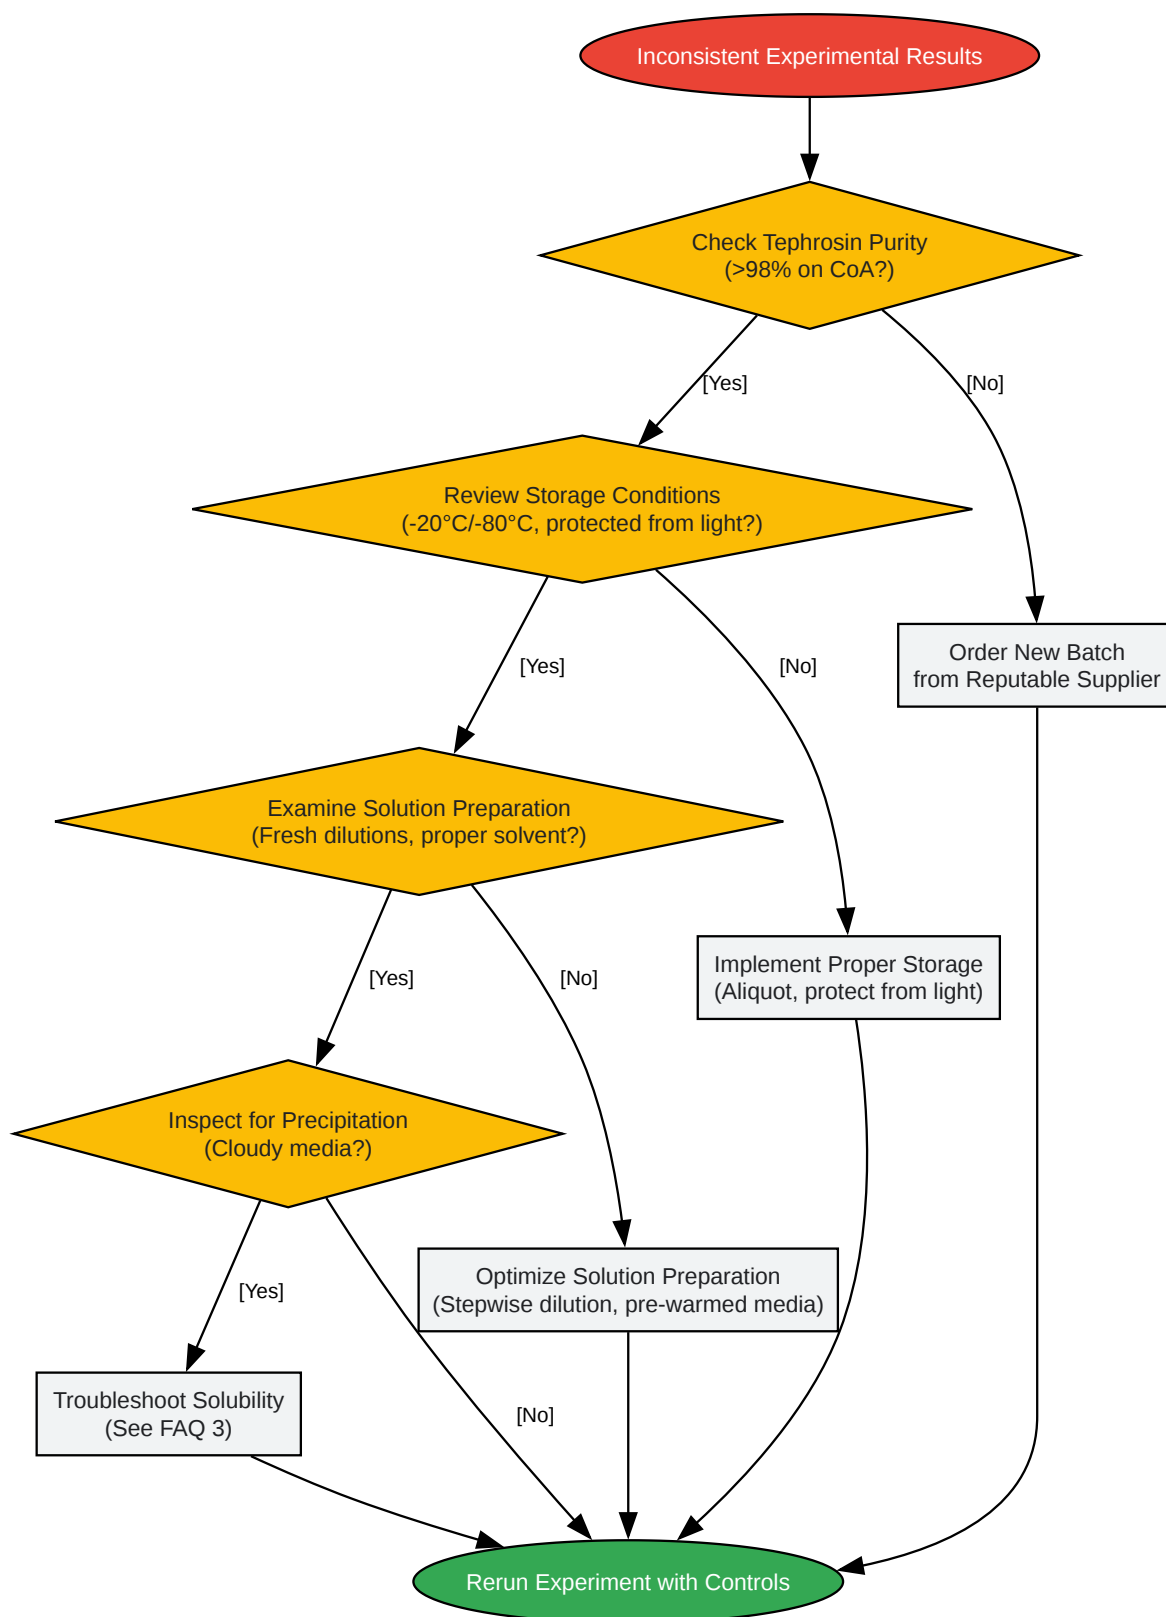 Inconsistent Experimental Results
Check Tephrosin Purity
(>98% on CoA?)
[Yes]
[No]
Review Storage Conditions
(-20°C/-80°C, protected from light?)
[Yes]
[No]
Order New Batch
from Reputable Supplier
Examine Solution Preparation
(Fresh dilutions, proper solvent?)
[Yes]
[No]
Implement Proper Storage
(Aliquot, protect from light)
Inspect for Precipitation
(Cloudy media?)
[Yes]
[No]
Optimize Solution Preparation
(Stepwise dilution, pre-warmed media)
Troubleshoot Solubility
(See FAQ 3)
Rerun Experiment with Controls